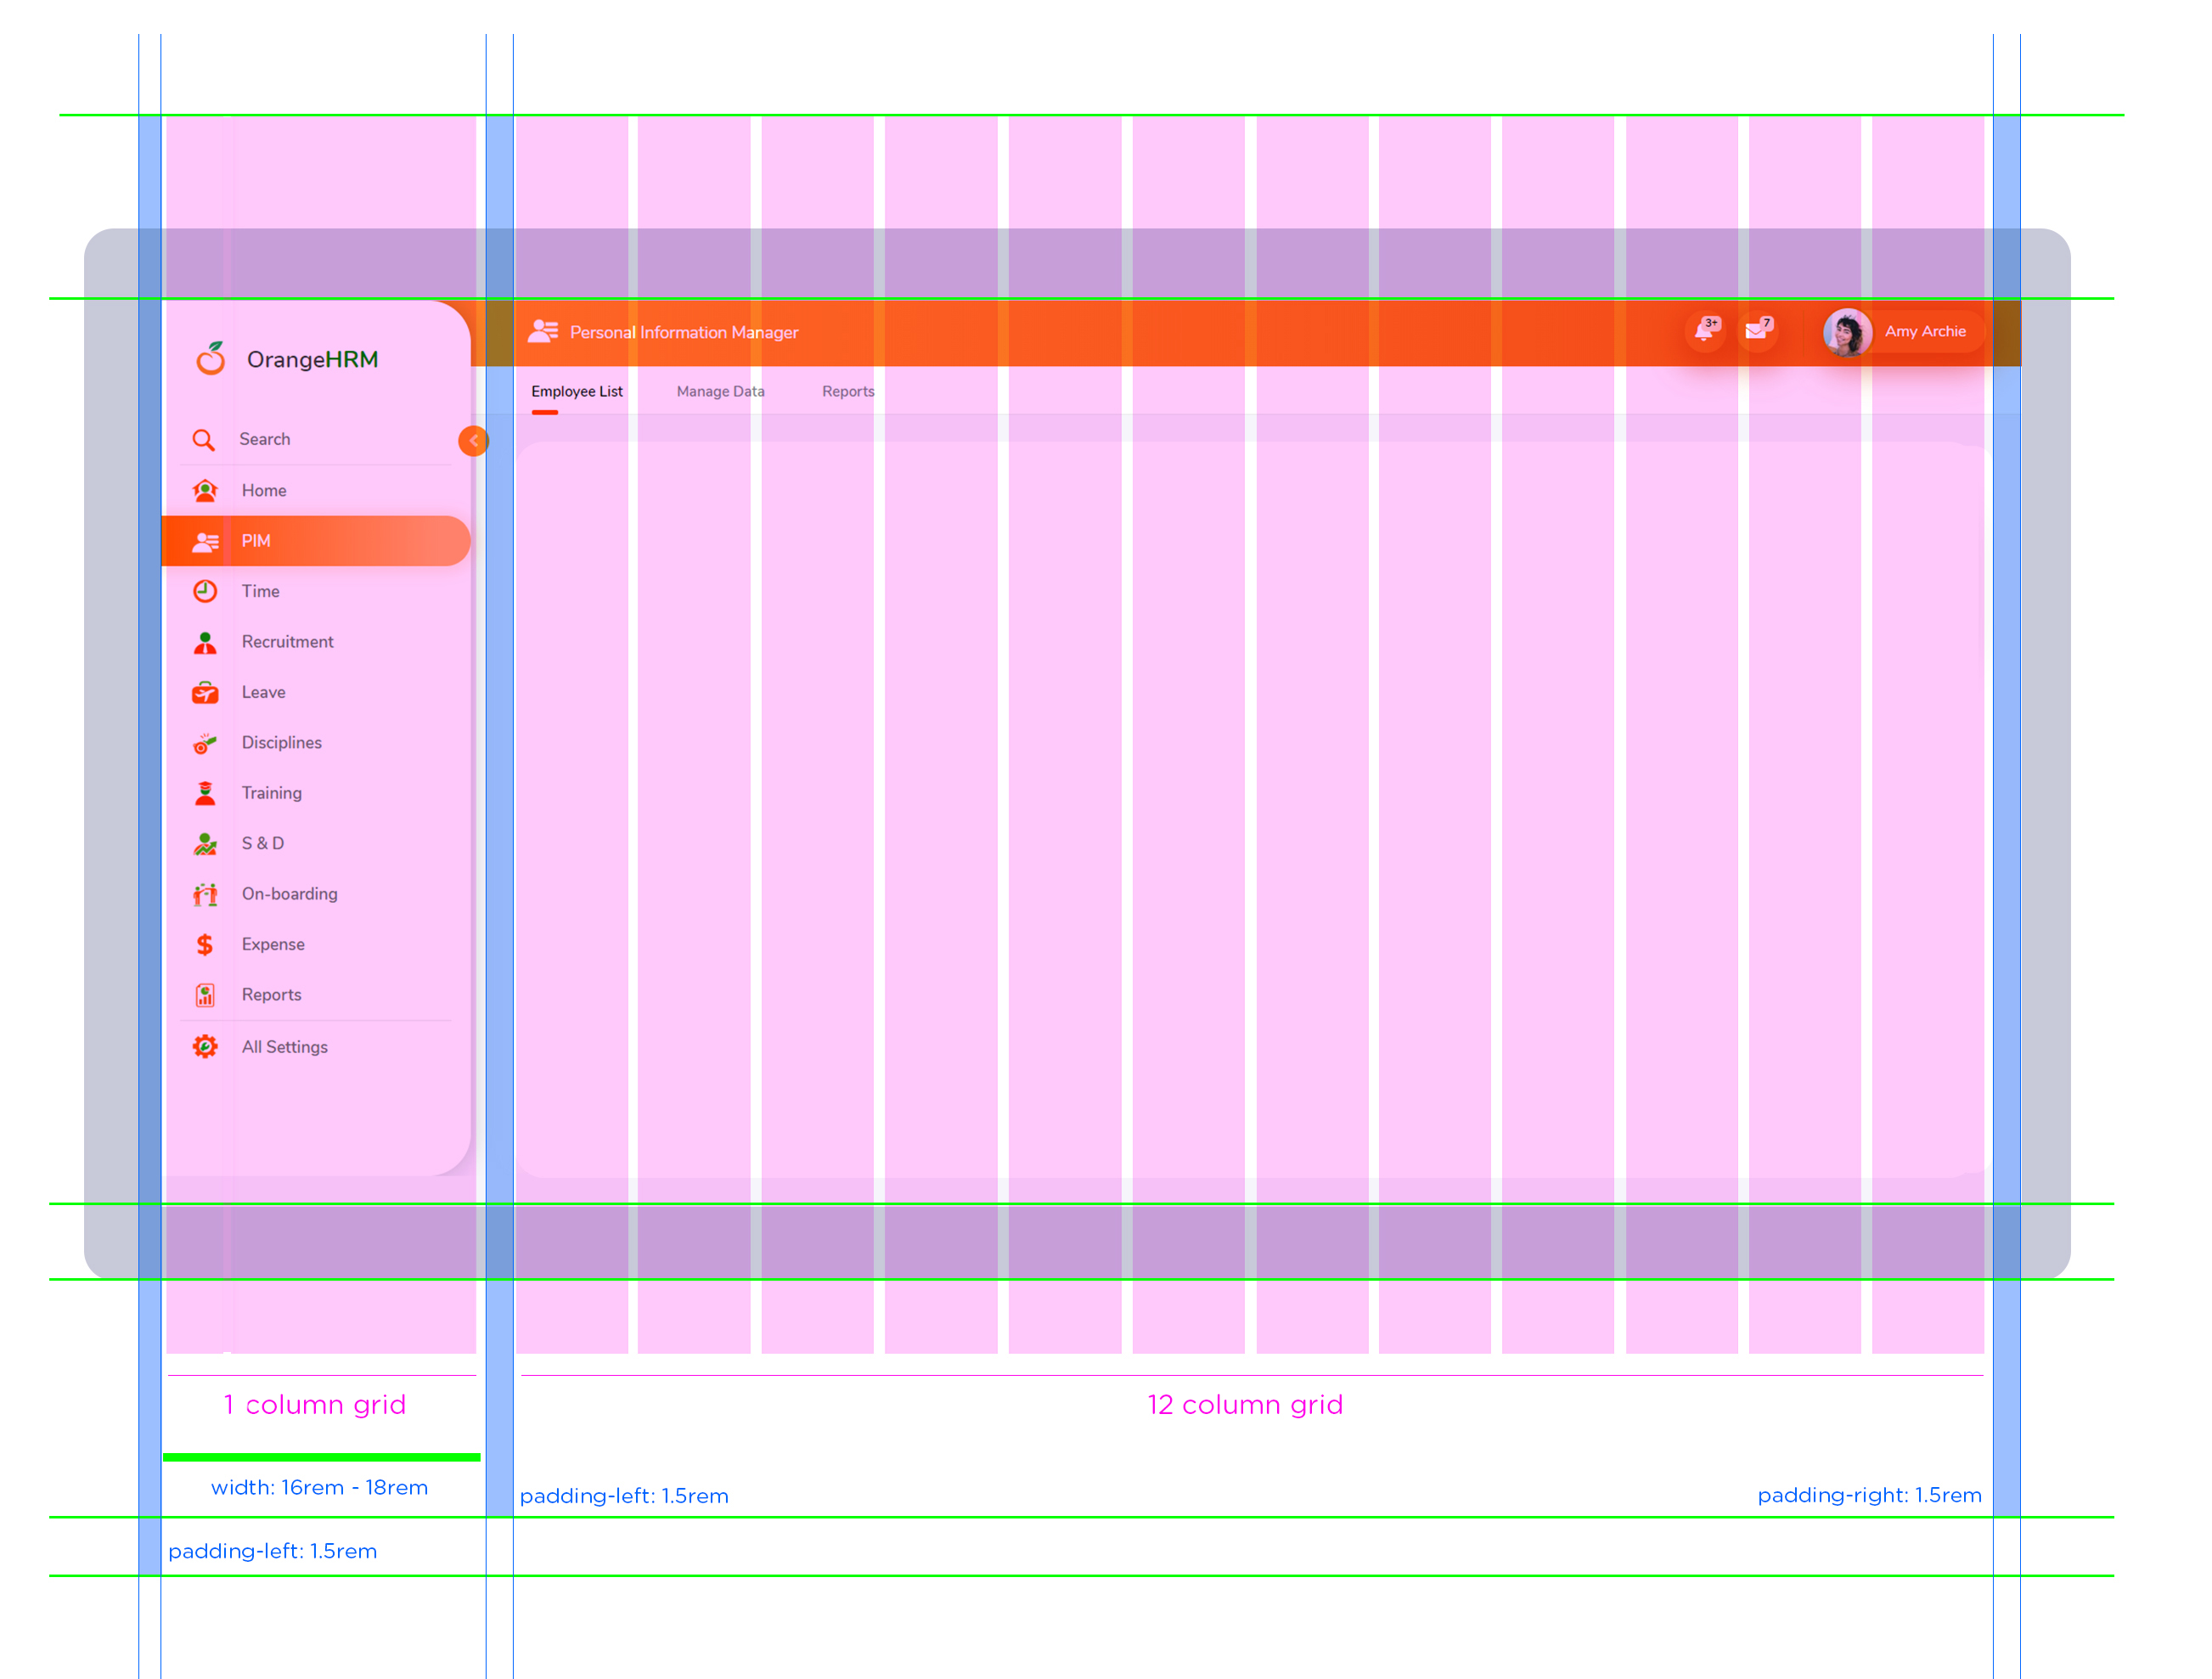 Personal Information Manager
3+
7
Amy Archie
OrangeHRM
Employee List Manage Data Reports
Search
Home
PIM
Time
Recruitment
Leave
Disciplines
Training
S & D
On-boarding
Expense
Reports
All Settings
1 column grid
12 column grid
width: 16rem - 18rem
padding-left: 1.5rem
padding-right: 1.5rem
padding-left: 1.5rem